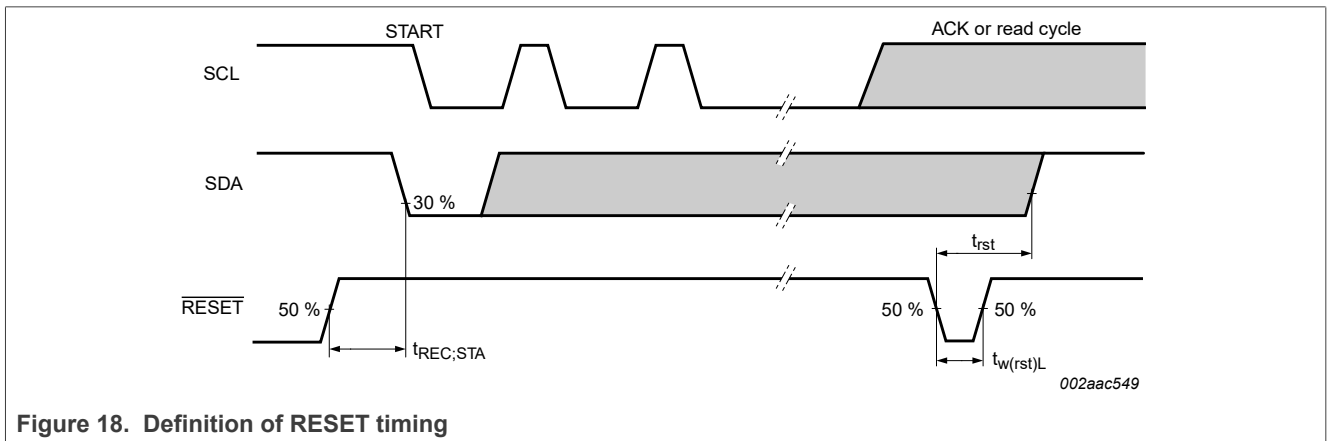 START
ACK or read cycle
SCL
SDA
30 %
t_rst
RESET
50 %
50 %
50 %
t_REC;STA
t_w(rst)L
002aac549
Figure 18. Definition of RESET timing